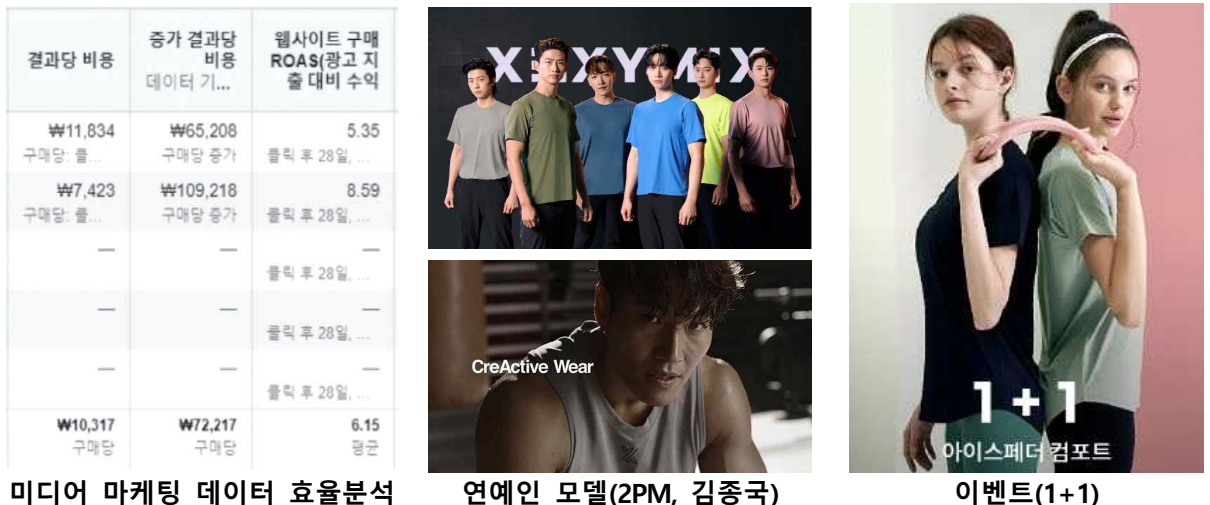 결과당 비용
증가 결과당
비용
데이터 기...
웹사이트 구매
ROAS(광고 지
출 대비 수익
₩11,834
₩65,208
5.35
구매당: 클...
구매당 증가
클릭 후 28일, ...
₩7,423
₩109,218
8.59
구매당: 클...
구매당 증가
클릭 후 28일, ...
—
—
—
클릭 후 28일, ...
—
—
—
클릭 후 28일, ...
—
—
—
클릭 후 28일, ...
₩10,317
₩72,217
6.15
구매당
구매당
평균
미디어 마케팅 데이터 효율분석
XEXYMIX
CreActive Wear
연예인 모델(2PM, 김종국)
1+1
아이스페더 컴포트
이벤트(1+1)